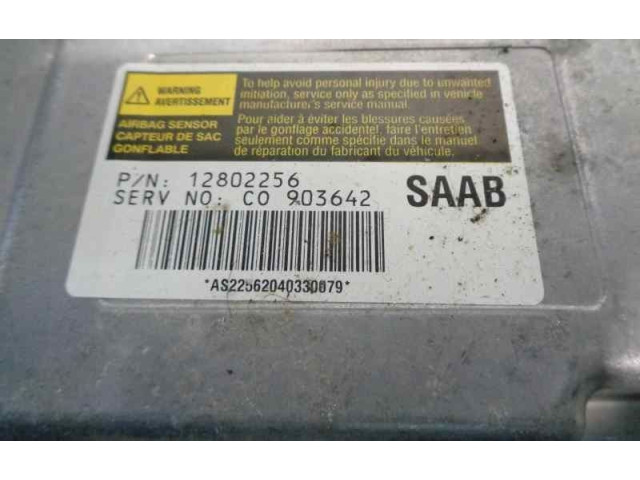 WARNING
AVERTISSEMENT
AIRBAG SENSOR
CAPTEUR DE SAC
GONFLABLE
To help avoid personal injury due to unwanted
initiation, service only as specified in vehicle
manufacturer's service manual.
Pour aider à éviter les blessures causées
par le gonflage accidentel, faire l'entretien
seulement comme spécifié dans le manuel
de réparation du fabricant du véhicule.
P/N: 12802256
SERV NO: CO 903642
SAAB
*AS22562040330079*